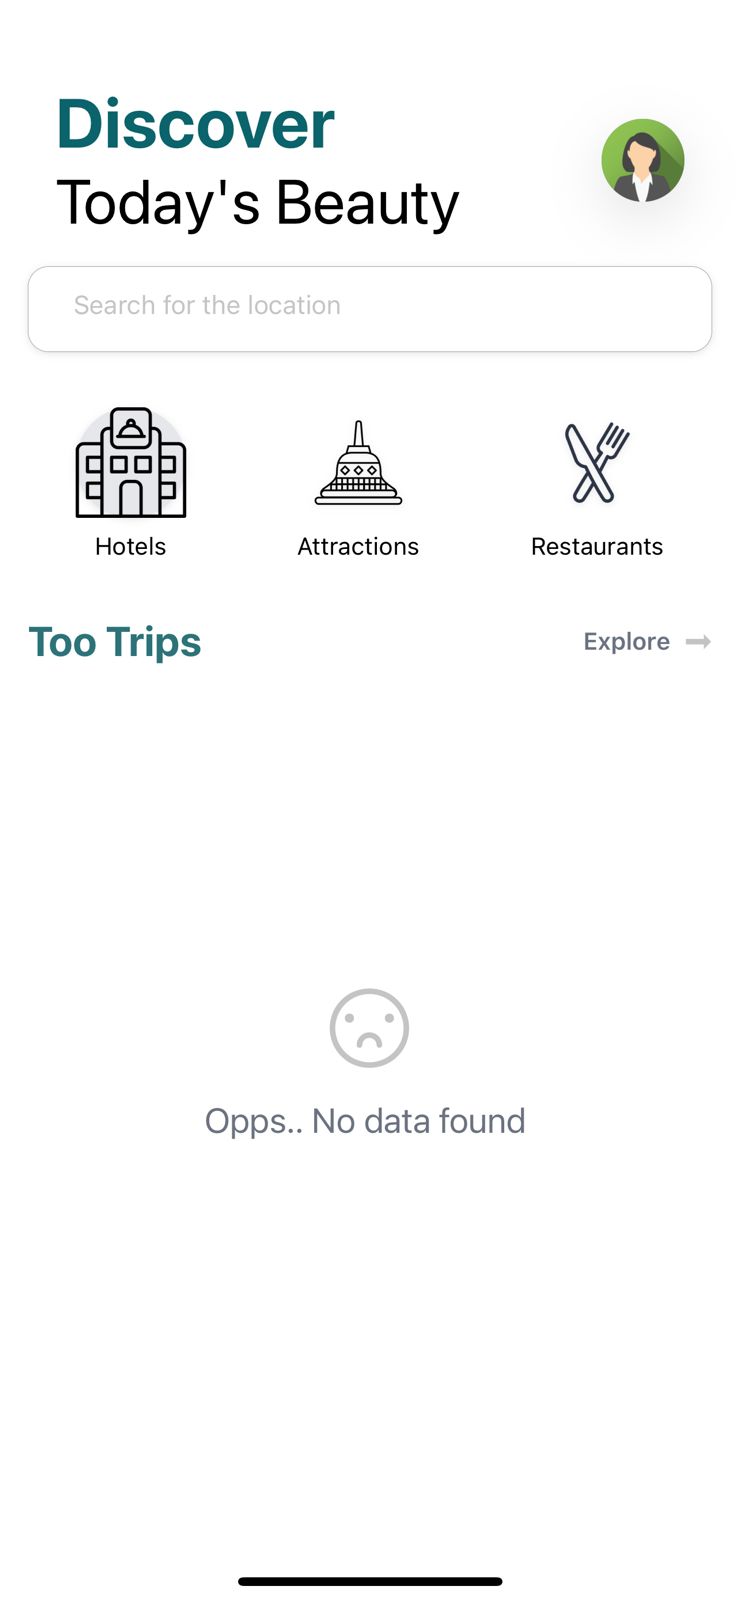 Discover
Today's Beauty
Search for the location
Hotels
Attractions
Restaurants
Too Trips
Explore
Opps.. No data found